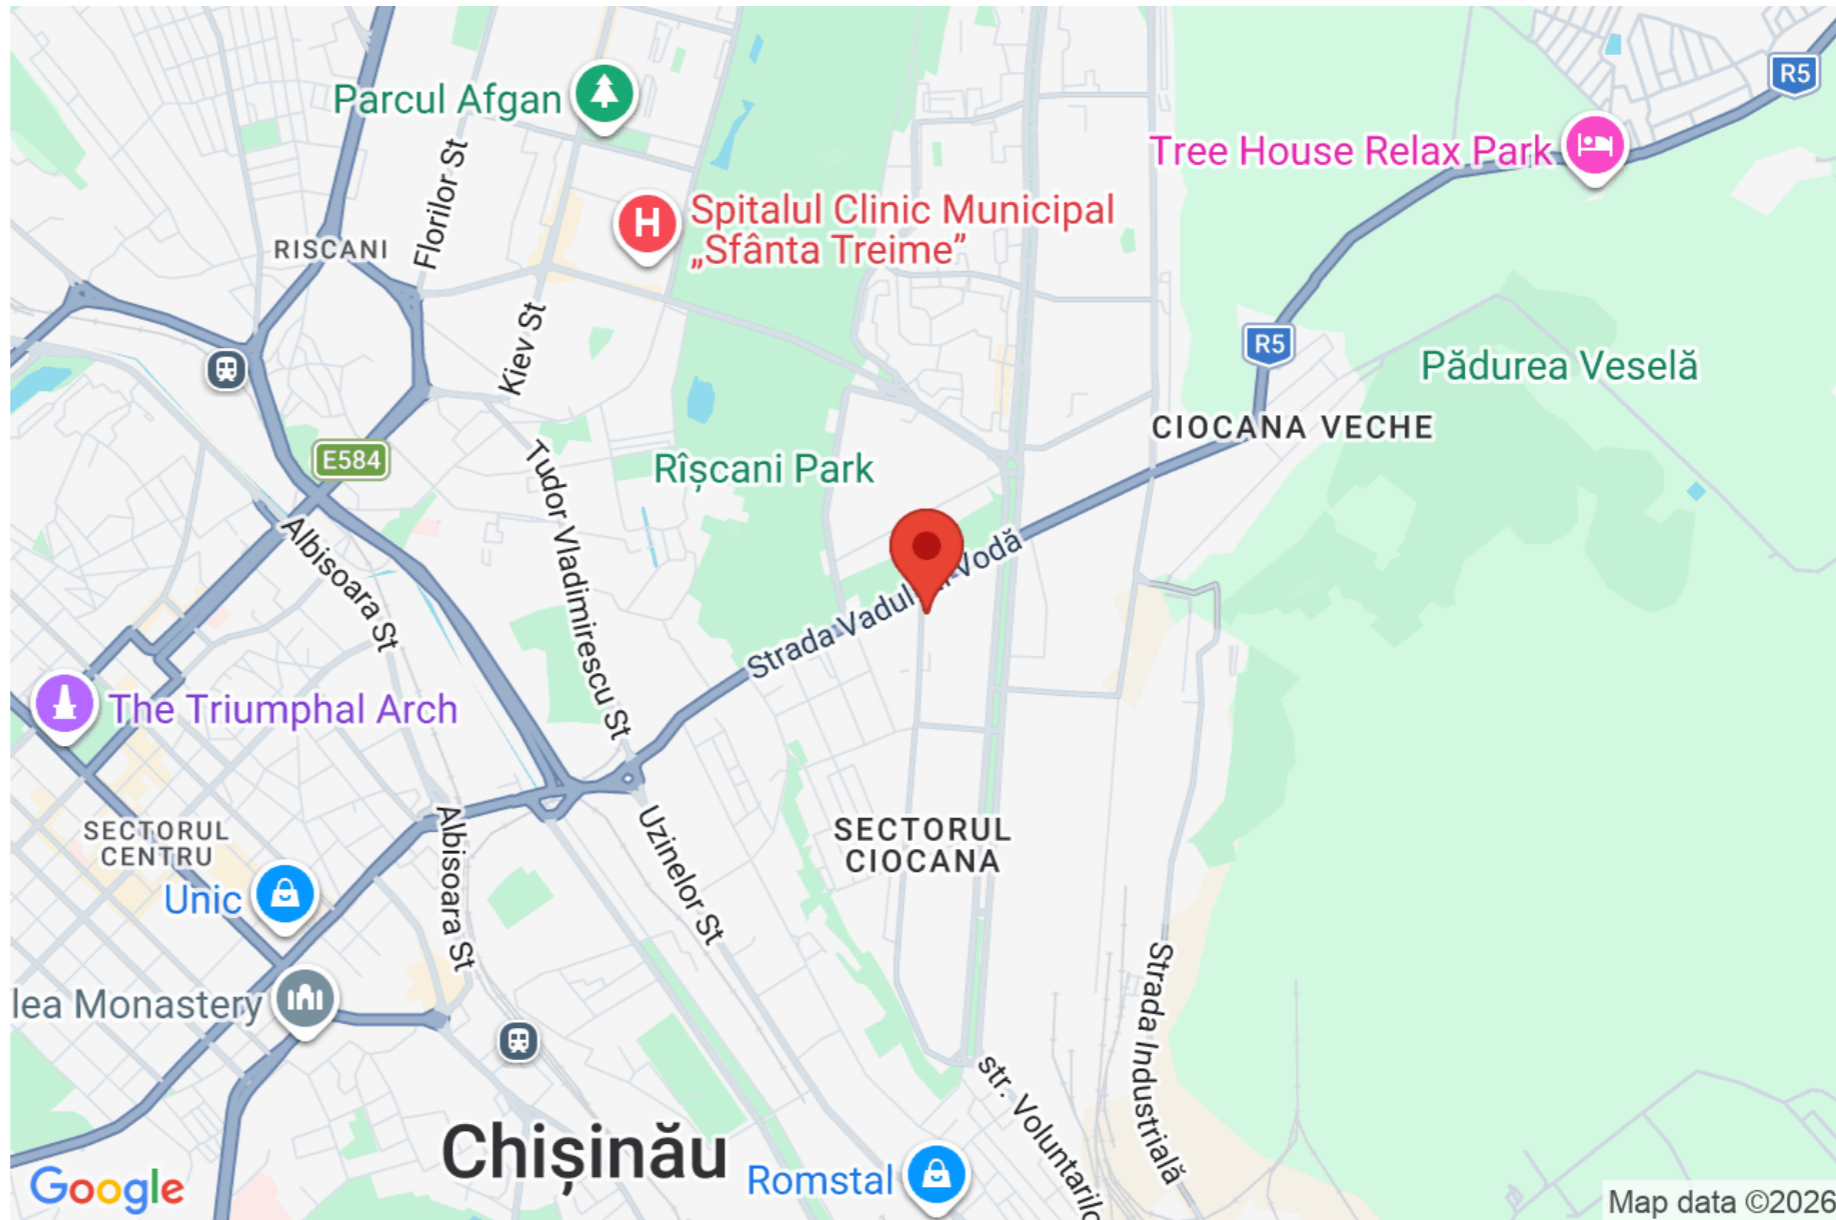 R5
Parcul Afgan
Tree House Relax Park
Florilor St
Spitalul Clinic Municipal
„Sfânta Treime”
RISCANI
Kiev St
R5
Pădurea Veselă
CIOCANA VECHE
E584
Rîșcani Park
Tudor Vladimirescu St
Albisoara St
Strada Vadul Vodă
The Triumphal Arch
SECTORUL
CENTRU
Albisoara St
Uzinelor St
SECTORUL
CIOCANA
Unic
lea Monastery
Strada Industrială
str. Voluntarilo
Chișinău
Romstal
Google
Map data ©2026